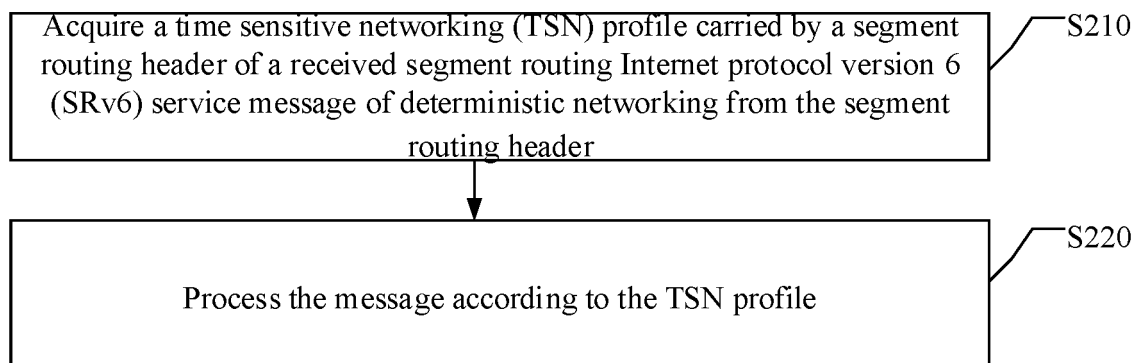 Acquire a time sensitive networking (TSN) profile carried by a segment
routing header of a received segment routing Internet protocol version 6
(SRv6) service message of deterministic networking from the segment
routing header
S210
Process the message according to the TSN profile
S220